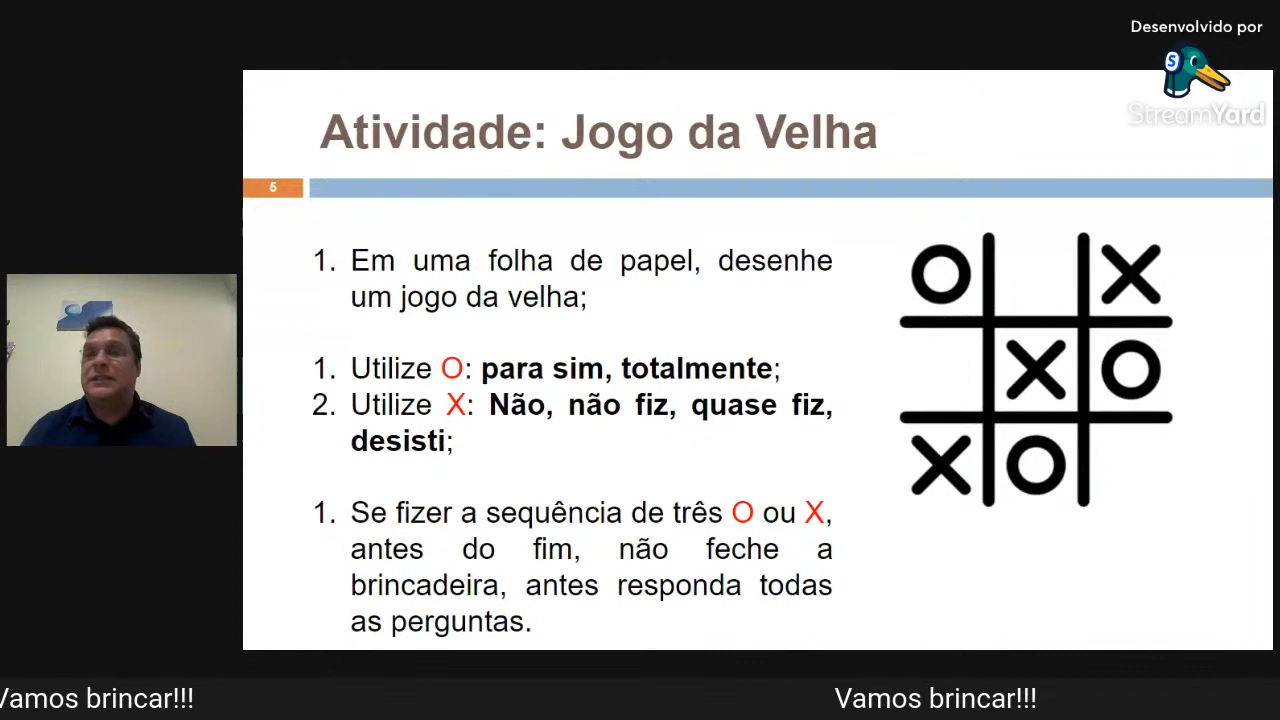 Desenvolvido por
S
StreamYard
Atividade: Jogo da Velha
5
1. Em uma folha de papel, desenhe
um jogo da velha;
1. Utilize O: para sim, totalmente;
2. Utilize X: Não, não fiz, quase fiz,
desisti;
1. Se fizer a sequência de três O ou X,
antes do fim, não feche a
brincadeira, antes responda todas
as perguntas.
O X
X O
X O
Vamos brincar!!! Vamos brincar!!!